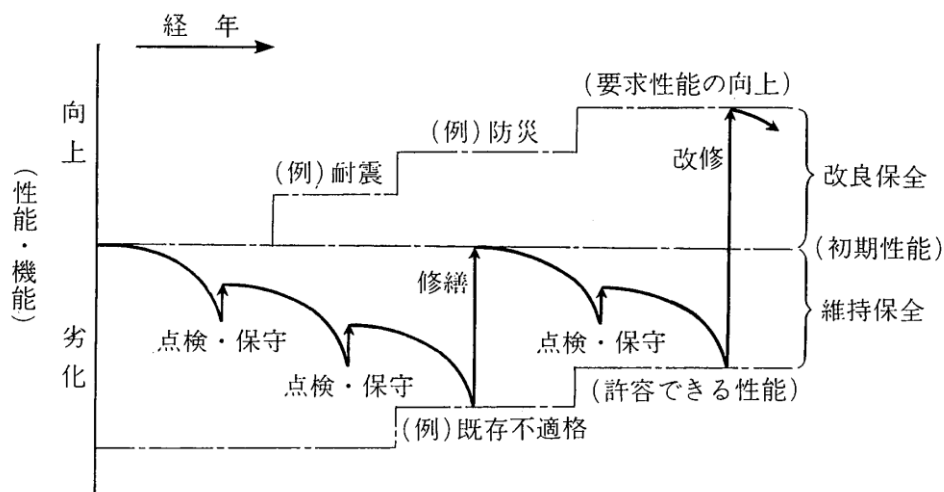 経 年
(要求性能の向上)
(例)防災
(例)耐震
向上
改修
改良保全
(性能・機能)
(初期性能)
修繕
維持保全
劣化
点検・保守
点検・保守
点検・保守
(許容できる性能)
(例)既存不適格